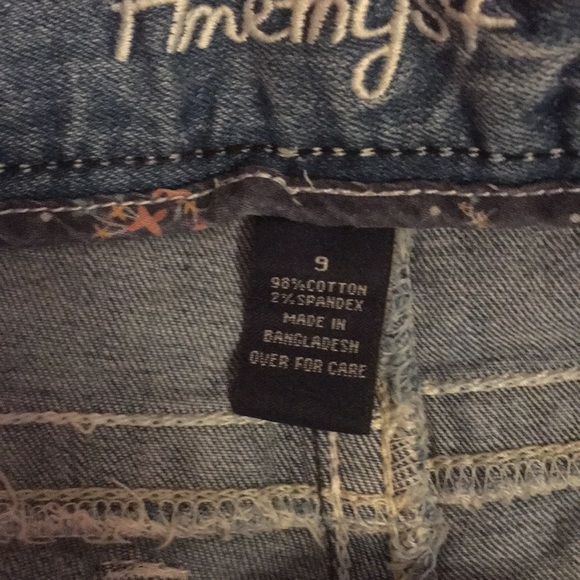 Amethyst
9
98% COTTON
2% SPANDEX
MADE IN
BANGLADESH
OVER FOR CARE